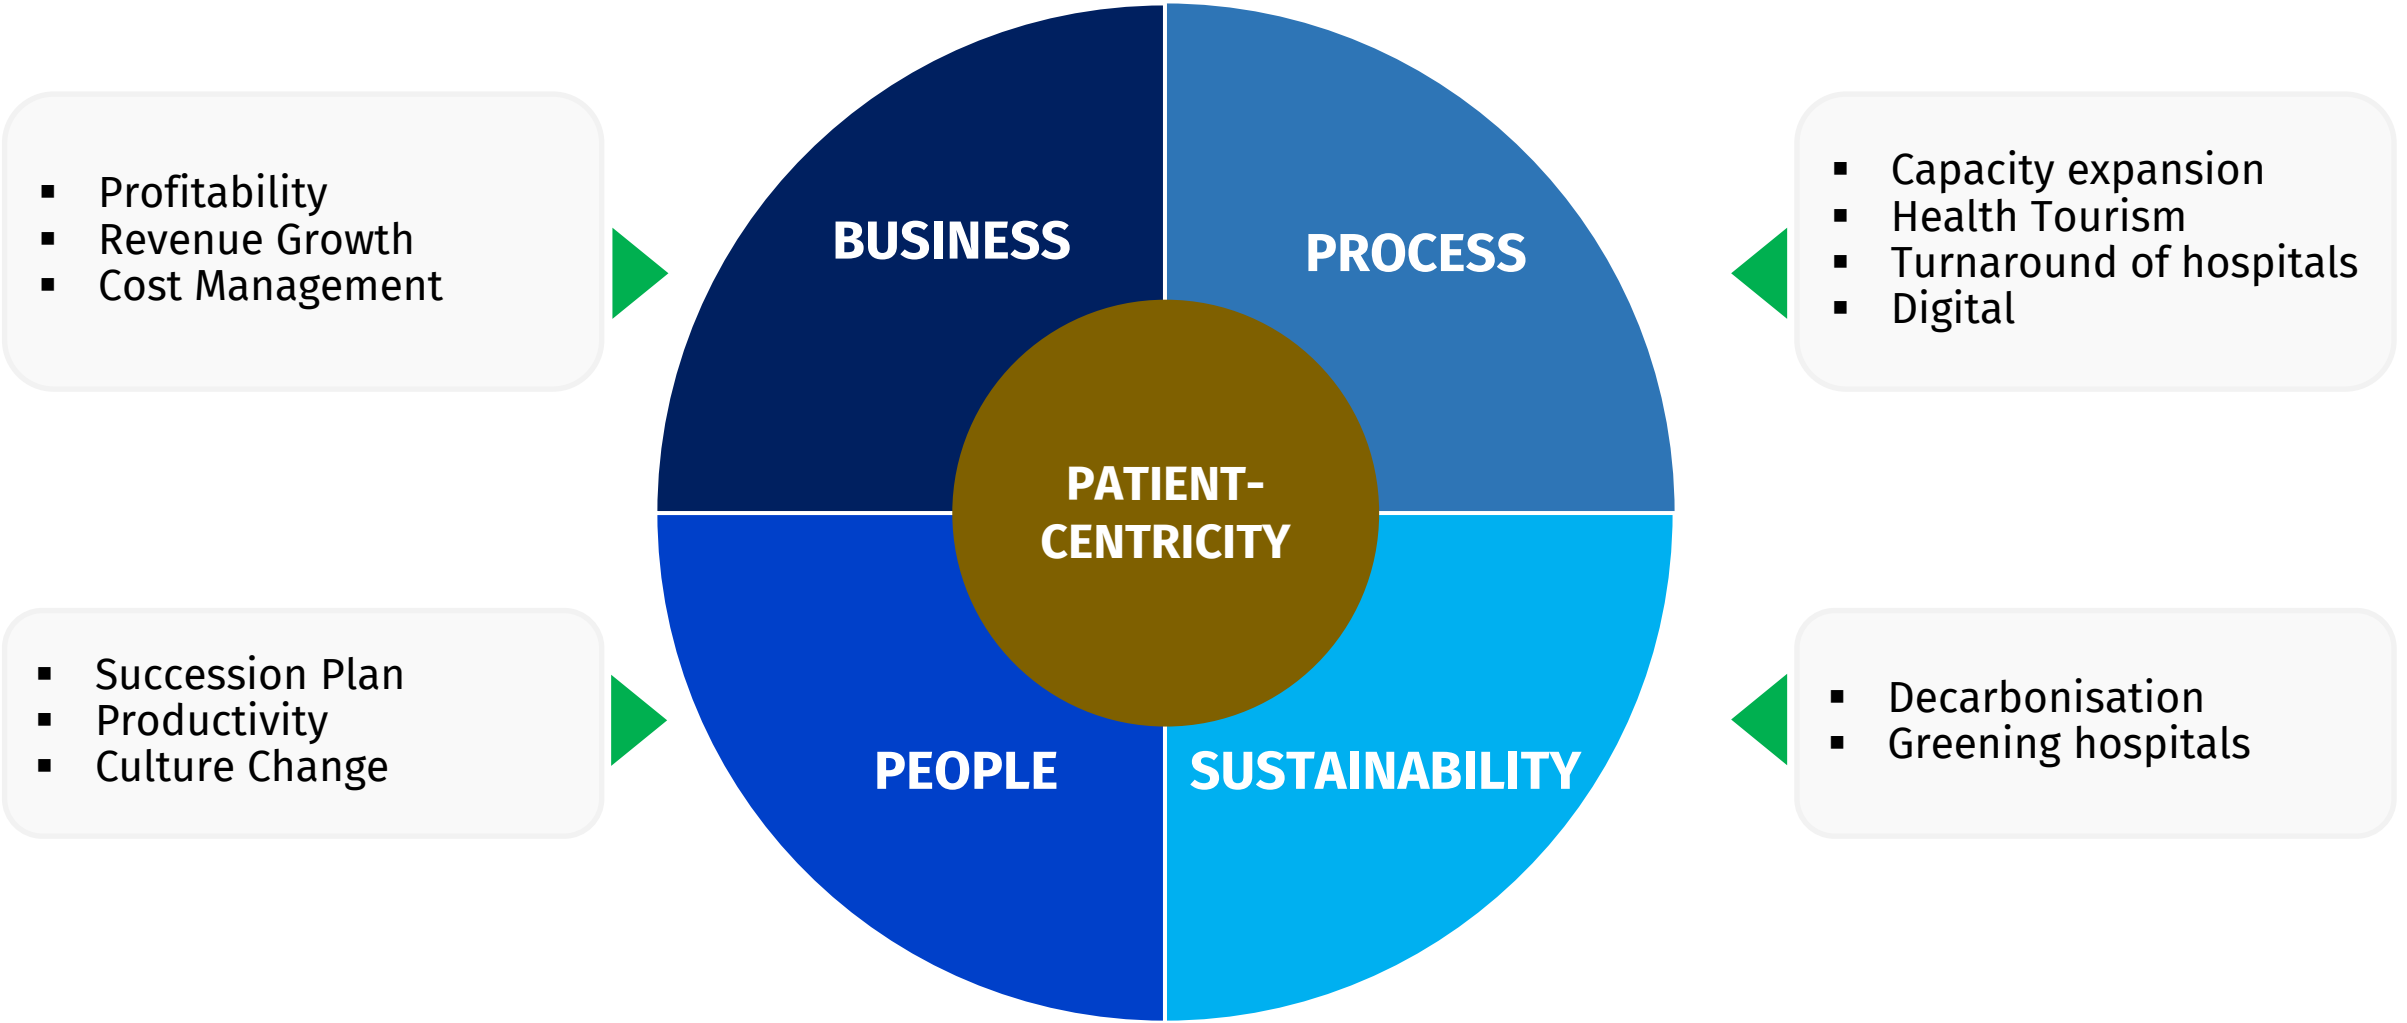 ▪ Profitability
▪ Revenue Growth
▪ Cost Management
BUSINESS
PROCESS
▪ Capacity expansion
▪ Health Tourism
▪ Turnaround of hospitals
▪ Digital
PATIENT-
CENTRICITY
▪ Succession Plan
▪ Productivity
▪ Culture Change
PEOPLE
SUSTAINABILITY
▪ Decarbonisation
▪ Greening hospitals